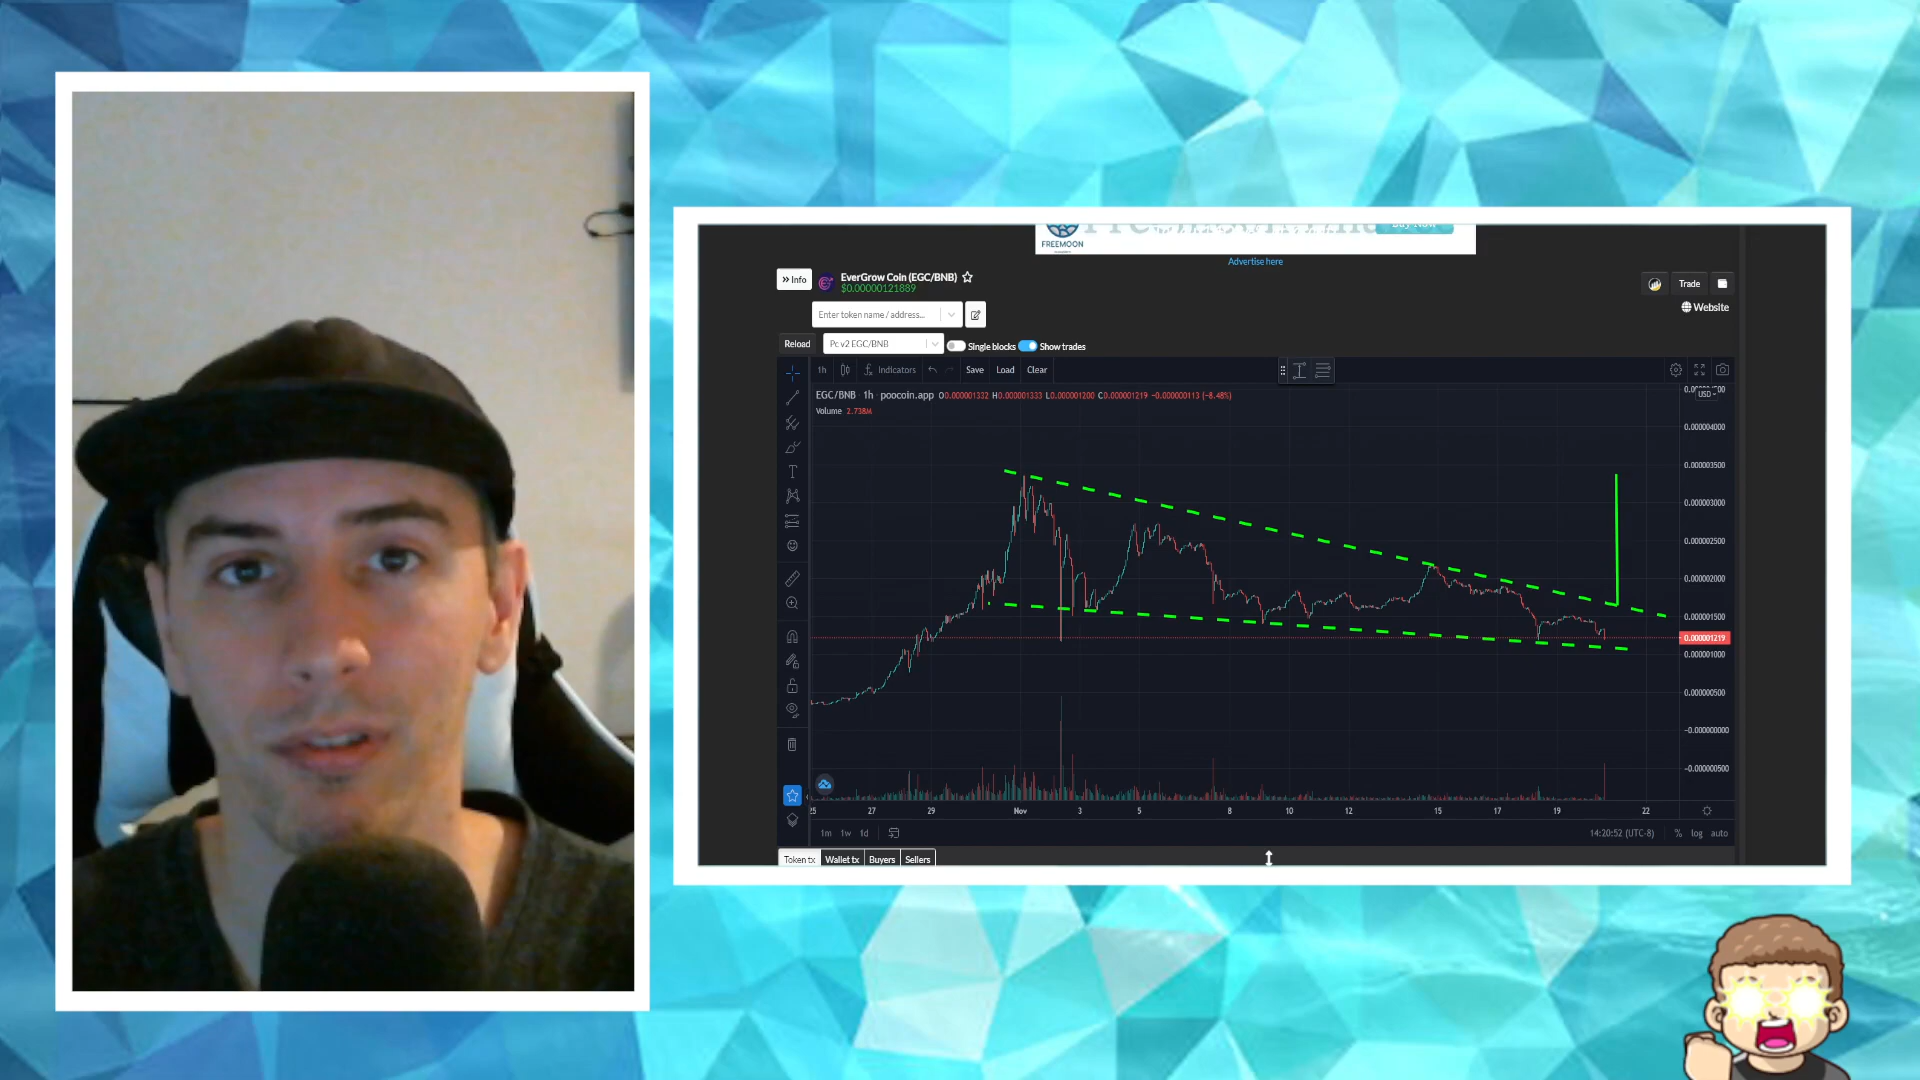 FREEMOON
Buy Now
Advertise here
» Info
EverGrow Coin (EGC/BNB)
$0.00000121889
Trade
Website
Enter token name / address...
Reload
Pc v2 EGC/BNB
Single blocks
Show trades
1h
Indicators
Save
Load
Clear
EGC/BNB 1h poocoin.app O0.000001332 H0.000001333 L0.000001200 C0.000001219 −0.000000113 (−8.48%)
Volume 2.738M
USD
0.000004000
0.000003500
0.000003000
0.000002500
0.000002000
0.000001500
0.000001219
0.000001000
0.000000500
−0.000000000
−0.000000500
25 27 29 Nov 3 5 8 10 12 15 17 19 22
1m 1w 1d
14:20:52 (UTC-8)
% log auto
Token tx
Wallet tx
Buyers
Sellers